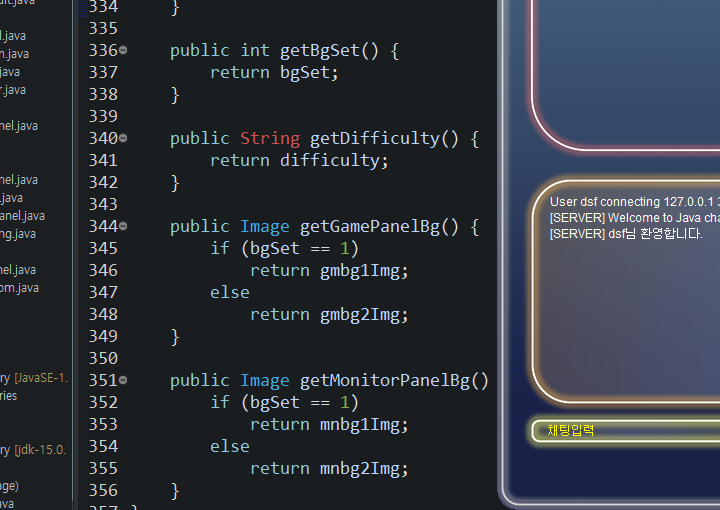 334 }
335
336 public int getBgSet() {
337 return bgSet;
338 }
339
340 public String getDifficulty() {
341 return difficulty;
342 }
343
344 public Image getGamePanelBg() {
345 if (bgSet == 1)
346 return gmbg1Img;
347 else
348 return gmbg2Img;
349 }
350
351 public Image getMonitorPanelBg()
352 if (bgSet == 1)
353 return mnbg1Img;
354 else
355 return mnbg2Img;
356 }
l.java
n.java
java
r.java
nel.java
nel.java
.java
anel.java
ng.java
nel.java
om.java
ry [JavaSE-1.
ries
ry [jdk-15.0.
age)
va
User dsf connecting 127.0.0.1 3
[SERVER] Welcome to Java cha
[SERVER] dsf님 환영합니다.
채팅입력